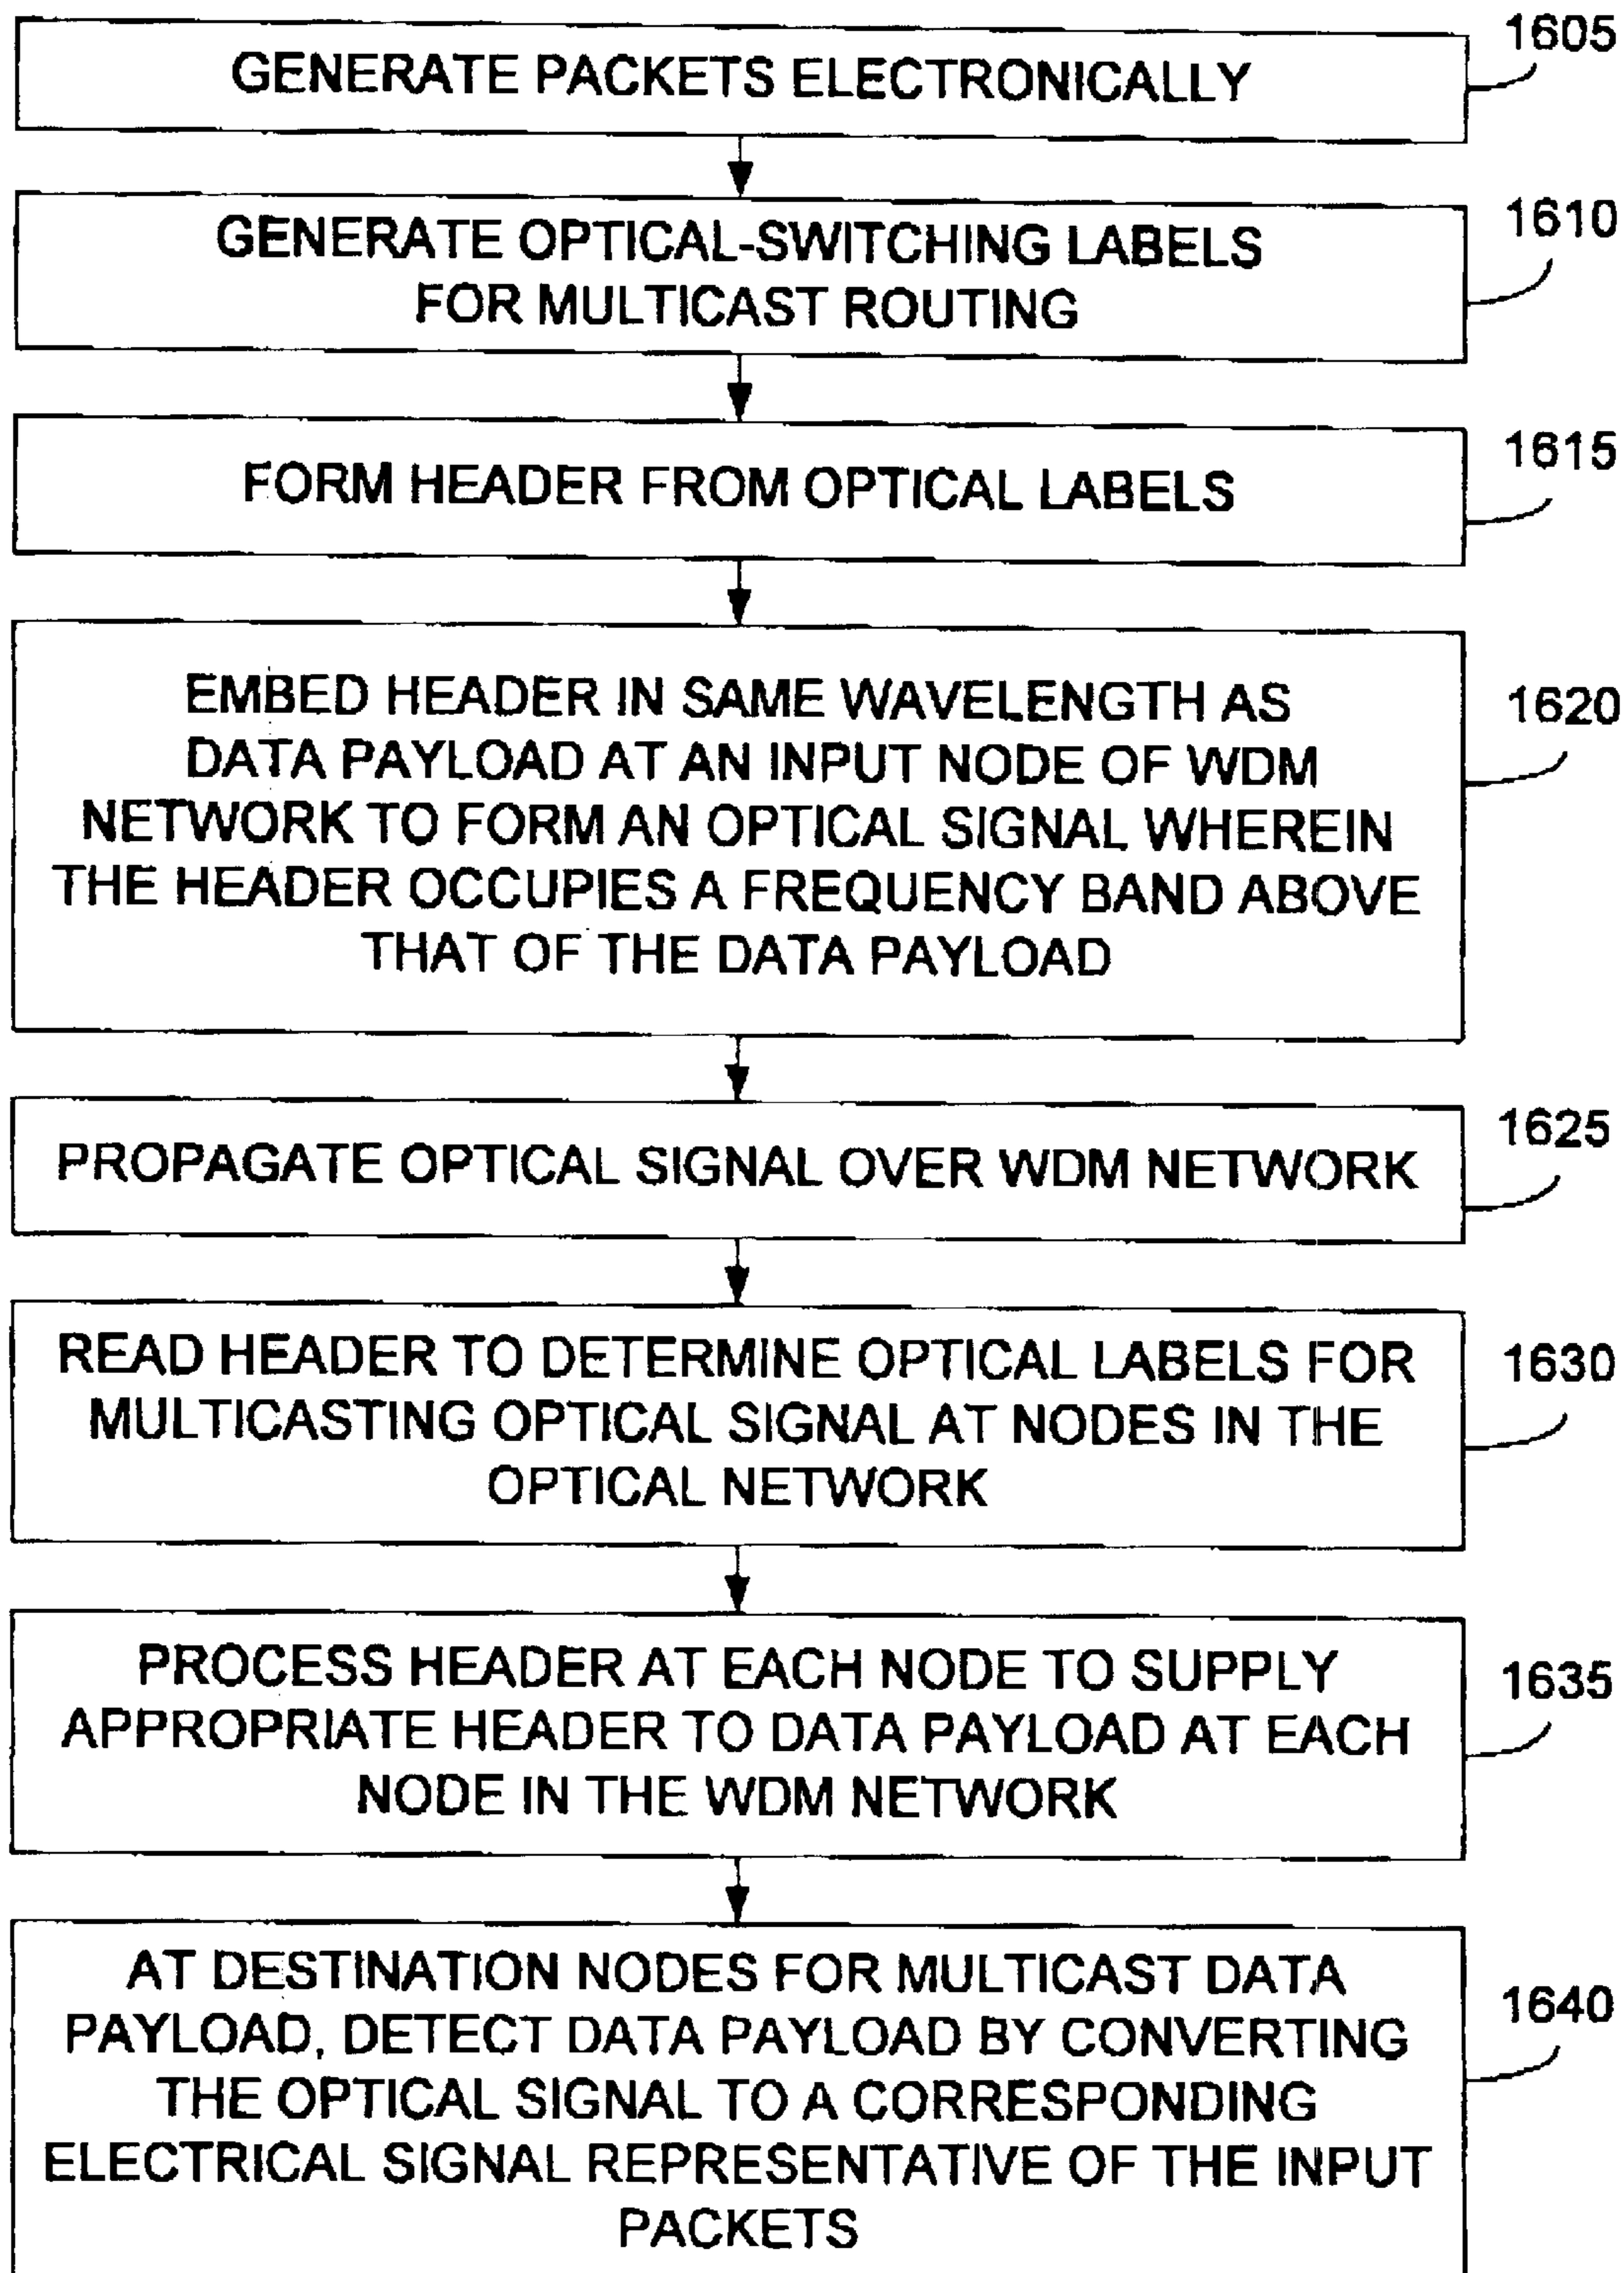 1605
GENERATE PACKETS ELECTRONICALLY
1610
GENERATE OPTICAL-SWITCHING LABELS
FOR MULTICAST ROUTING
1615
FORM HEADER FROM OPTICAL LABELS
1620
EMBED HEADER IN SAME WAVELENGTH AS
DATA PAYLOAD AT AN INPUT NODE OF WDM
NETWORK TO FORM AN OPTICAL SIGNAL WHEREIN
THE HEADER OCCUPIES A FREQUENCY BAND ABOVE
THAT OF THE DATA PAYLOAD
1625
PROPAGATE OPTICAL SIGNAL OVER WDM NETWORK
1630
READ HEADER TO DETERMINE OPTICAL LABELS FOR
MULTICASTING OPTICAL SIGNAL AT NODES IN THE
OPTICAL NETWORK
1635
PROCESS HEADER AT EACH NODE TO SUPPLY
APPROPRIATE HEADER TO DATA PAYLOAD AT EACH
NODE IN THE WDM NETWORK
1640
AT DESTINATION NODES FOR MULTICAST DATA
PAYLOAD, DETECT DATA PAYLOAD BY CONVERTING
THE OPTICAL SIGNAL TO A CORRESPONDING
ELECTRICAL SIGNAL REPRESENTATIVE OF THE INPUT
PACKETS